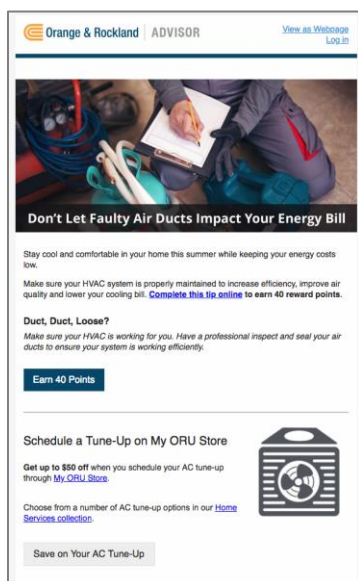 Orange & Rockland ADVISOR
View as Webpage
Log in
Don't Let Faulty Air Ducts Impact Your Energy Bill
Stay cool and comfortable in your home this summer while keeping your energy costs
low.
Make sure your HVAC system is properly maintained to increase efficiency, improve air
quality and lower your cooling bill. Complete this tip online to earn 40 reward points.
Duct, Duct, Loose?
Make sure your HVAC is working for you. Have a professional inspect and seal your air
ducts to ensure your system is working efficiently.
Earn 40 Points
Schedule a Tune-Up on My ORU Store
Get up to $50 off when you schedule your AC tune-up
through My ORU Store.
Choose from a number of AC tune-up options in our Home
Services collection.
Save on Your AC Tune-Up